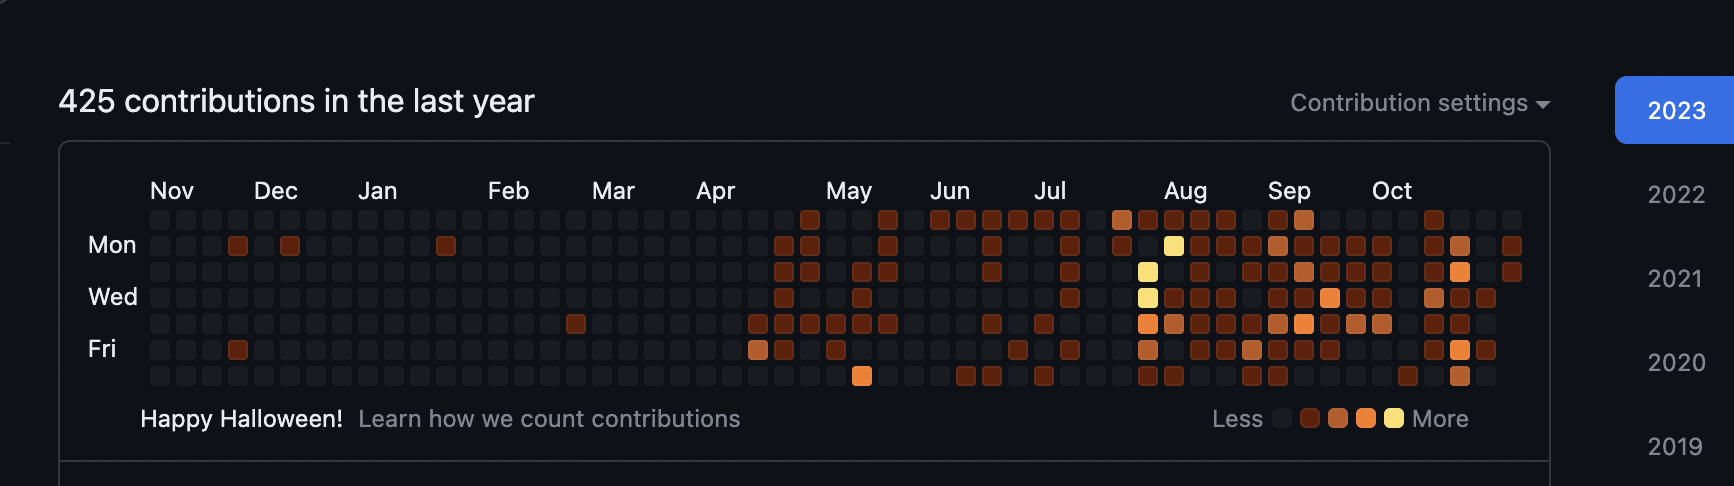 425 contributions in the last year
Contribution settings
2023
Nov Dec Jan Feb Mar Apr May Jun Jul Aug Sep Oct
2022
Mon
2021
Wed
Fri
2020
Happy Halloween! Learn how we count contributions
Less More
2019